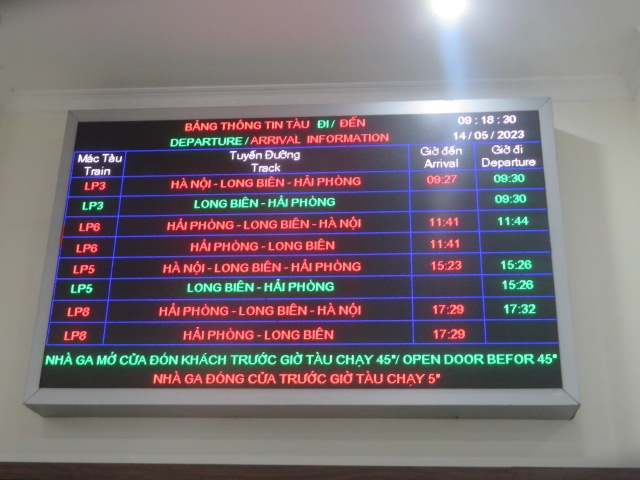 BẢNG THÔNG TIN TÀU ĐI/ ĐẾN 09:18:30
DEPARTURE/ARRIVAL INFORMATION 14/05/2023
Mác Tàu Tuyến Đường Giờ đến Giờ đi
Train Track Arrival Departure
LP3 HÀ NỘI - LONG BIÊN - HẢI PHÒNG 09:27 09:30
LP3 LONG BIÊN - HẢI PHÒNG 09:30
LP6 HẢI PHÒNG - LONG BIÊN - HÀ NỘI 11:41 11:44
LP6 HẢI PHÒNG - LONG BIÊN 11:41
LP5 HÀ NỘI - LONG BIÊN - HẢI PHÒNG 15:23 15:26
LP5 LONG BIÊN - HẢI PHÒNG 15:26
LP8 HẢI PHÒNG - LONG BIÊN - HÀ NỘI 17:29 17:32
LP8 HẢI PHÒNG - LONG BIÊN 17:29
NHÀ GA MỞ CỬA ĐÓN KHÁCH TRƯỚC GIỜ TÀU CHẠY 45"/ OPEN DOOR BEFOR 45"
NHÀ GA ĐÓNG CỬA TRƯỚC GIỜ TÀU CHẠY 5"